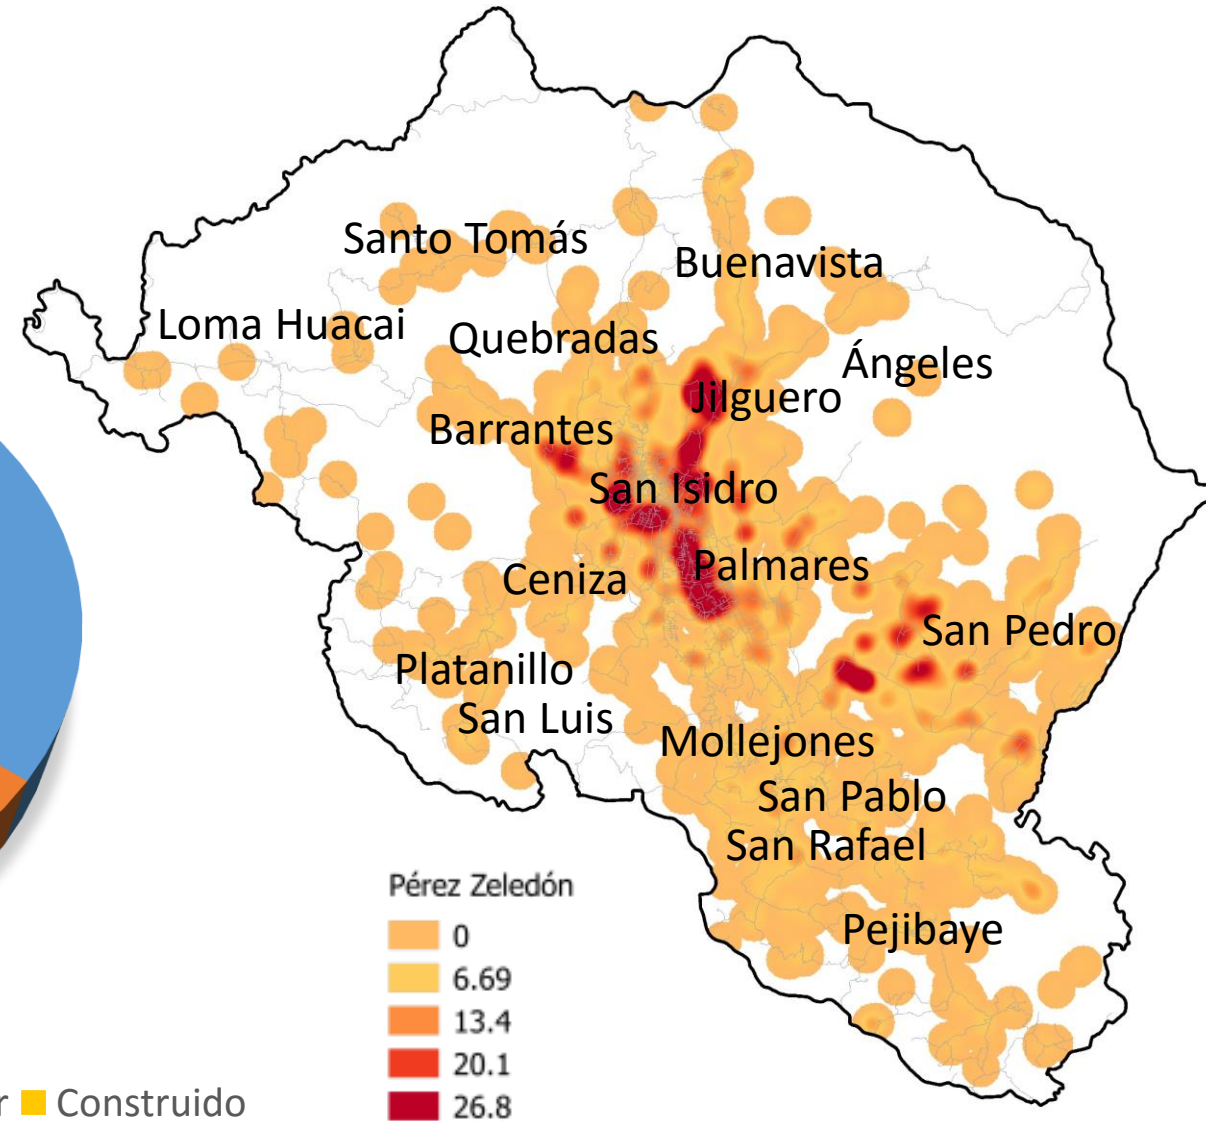 Santo Tomás
Buenavista
Loma Huacai
Quebradas
Ángeles
Jilguero
Barrantes
San Isidro
Palmares
Ceniza
San Pedro
Platanillo
San Luis
Mollejones
San Pablo
San Rafael
Pejibaye
Pérez Zeledón
0
6.69
13.4
20.1
26.8
r Construido